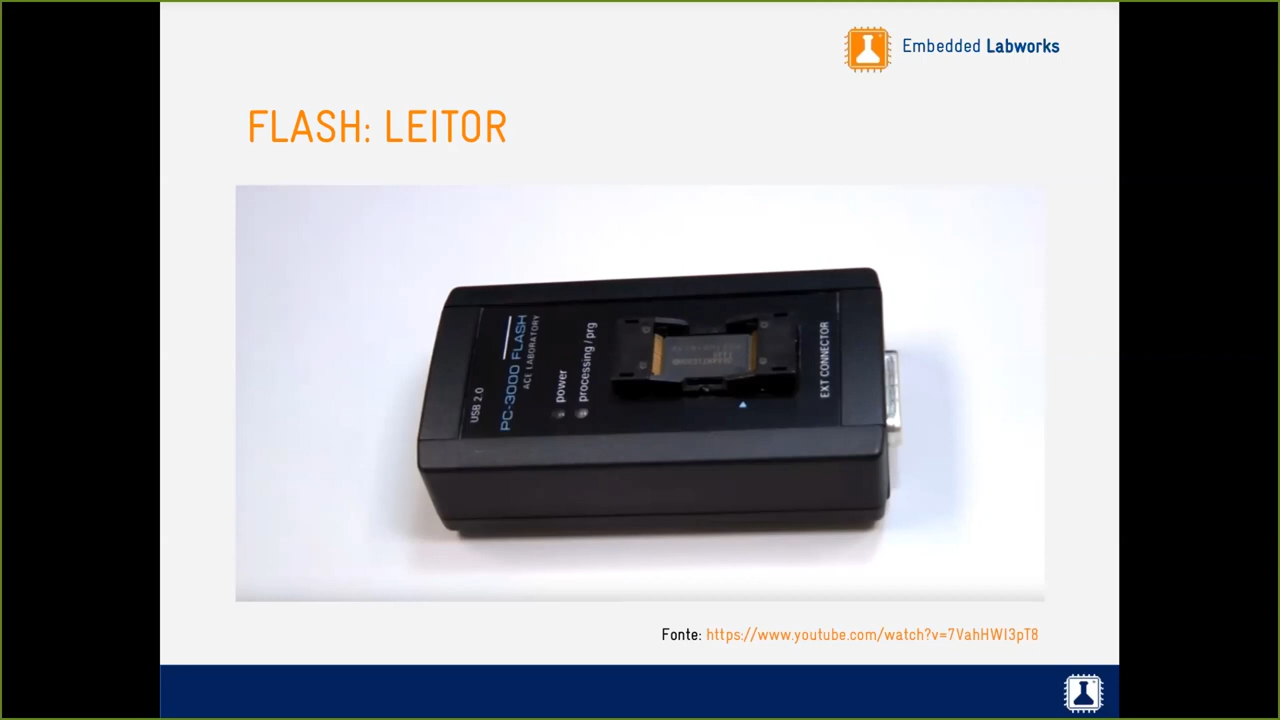 Embedded Labworks
FLASH: LEITOR
USB 2.0
PC-3000 FLASH
ACE LABORATORY
power
processing / prg
EXT CONNECTOR
Fonte: https://www.youtube.com/watch?v=7VahHWI3pT8